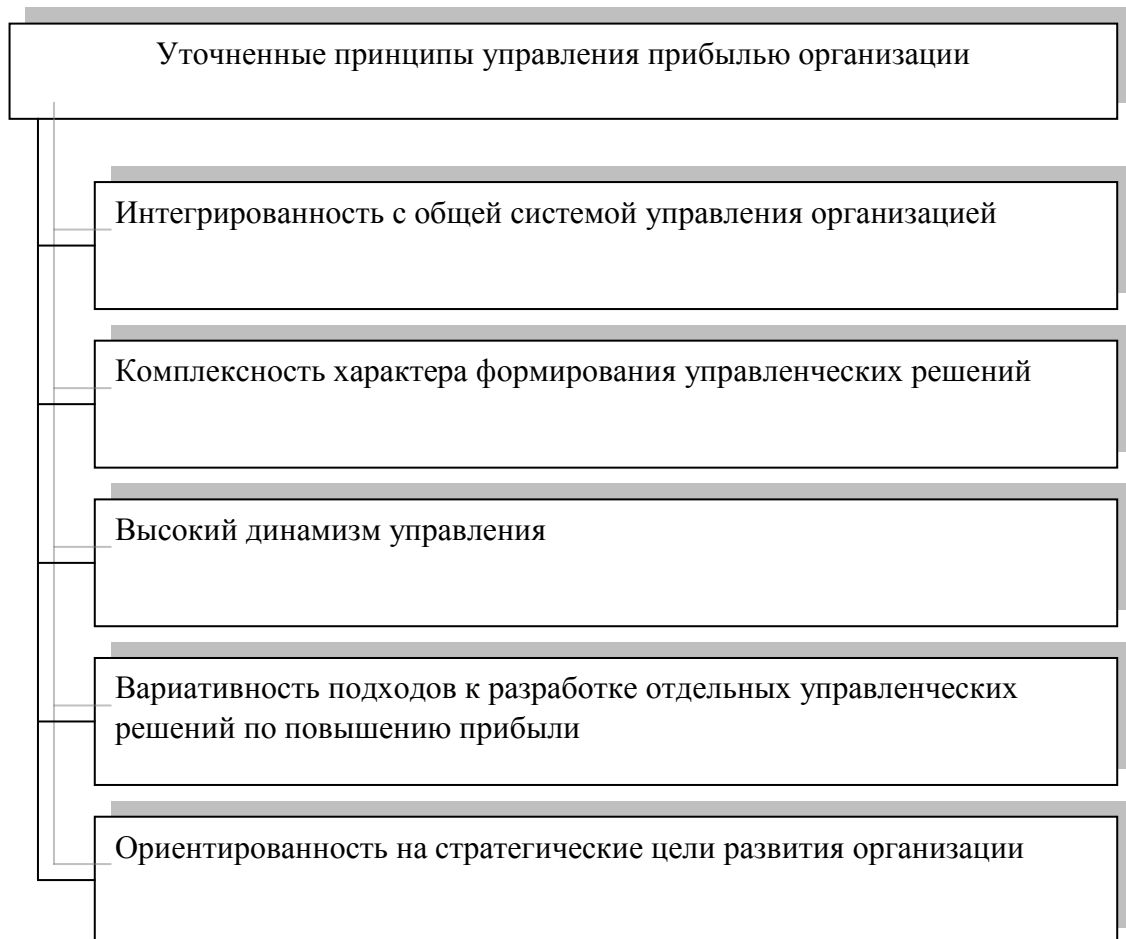 Уточненные принципы управления прибылью организации
Интегрированность с общей системой управления организацией
Комплексность характера формирования управленческих решений
Высокий динамизм управления
Вариативность подходов к разработке отдельных управленческих
решений по повышению прибыли
Ориентированность на стратегические цели развития организации